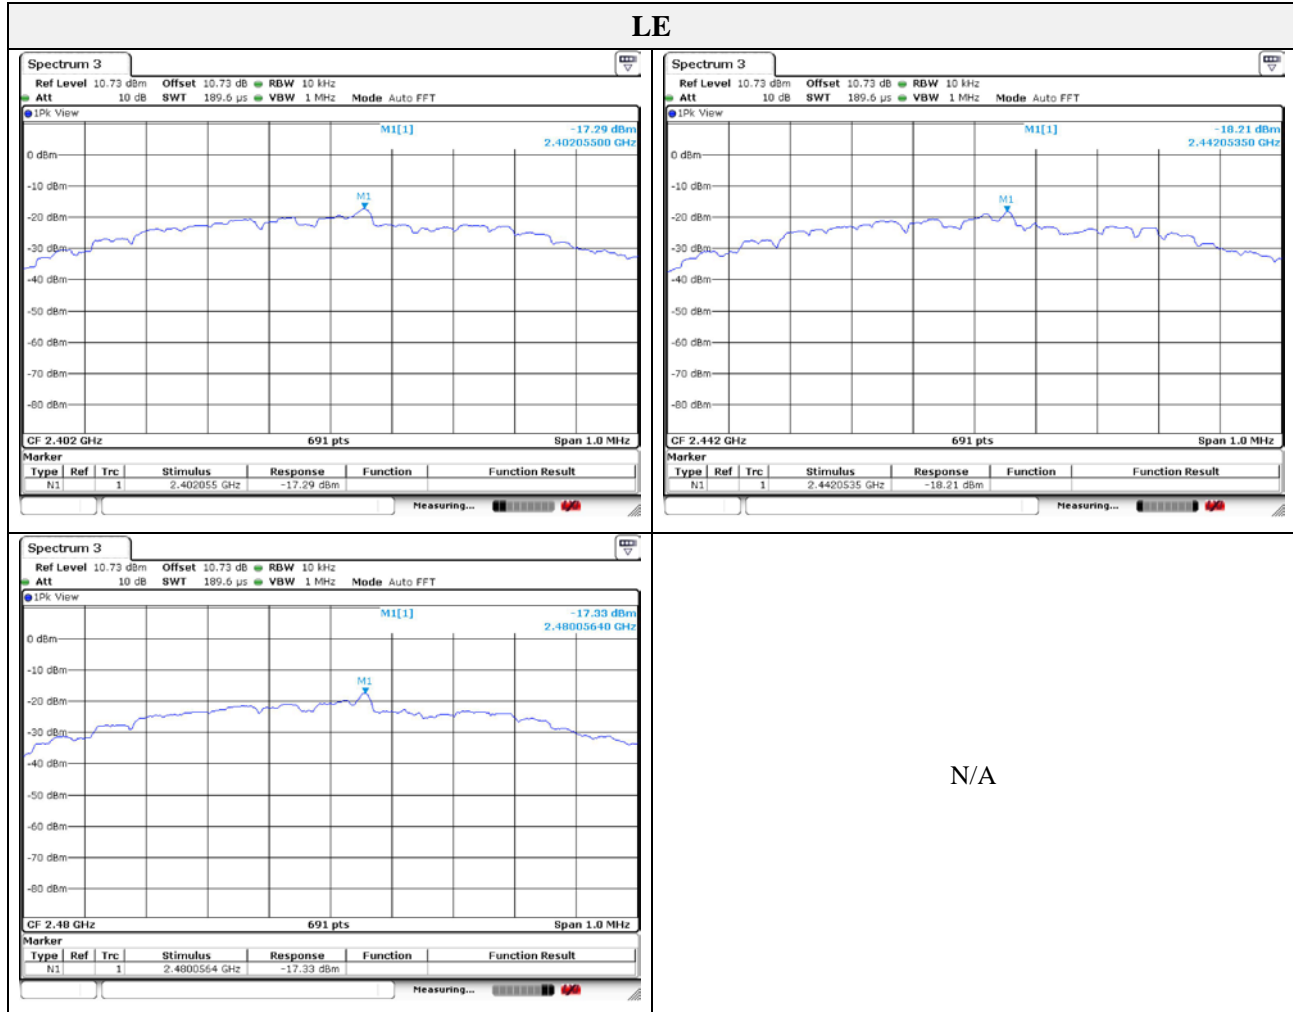 LE
Spectrum 3
Ref Level 10.73 dBm Offset 10.73 dB RBW 10 kHz
Att 10 dB SWT 189.6 µs VBW 1 MHz Mode Auto FFT
1Pk View
M1[1] -17.29 dBm
2.40205500 GHz
0 dBm
-10 dBm
M1
-20 dBm
-30 dBm
-40 dBm
-50 dBm
-60 dBm
-70 dBm
-80 dBm
CF 2.402 GHz 691 pts Span 1.0 MHz
Marker
Type Ref Trc Stimulus Response Function Function Result
N1 1 2.402055 GHz -17.29 dBm
Measuring...
Spectrum 3
Ref Level 10.73 dBm Offset 10.73 dB RBW 10 kHz
Att 10 dB SWT 189.6 µs VBW 1 MHz Mode Auto FFT
1Pk View
M1[1] -18.21 dBm
2.44205350 GHz
0 dBm
-10 dBm
M1
-20 dBm
-30 dBm
-40 dBm
-50 dBm
-60 dBm
-70 dBm
-80 dBm
CF 2.442 GHz 691 pts Span 1.0 MHz
Marker
Type Ref Trc Stimulus Response Function Function Result
N1 1 2.4420535 GHz -18.21 dBm
Measuring...
Spectrum 3
Ref Level 10.73 dBm Offset 10.73 dB RBW 10 kHz
Att 10 dB SWT 189.6 µs VBW 1 MHz Mode Auto FFT
1Pk View
M1[1] -17.33 dBm
2.48005640 GHz
0 dBm
-10 dBm
M1
-20 dBm
-30 dBm
-40 dBm
-50 dBm
-60 dBm
-70 dBm
-80 dBm
CF 2.48 GHz 691 pts Span 1.0 MHz
Marker
Type Ref Trc Stimulus Response Function Function Result
N1 1 2.4800564 GHz -17.33 dBm
Measuring...
N/A